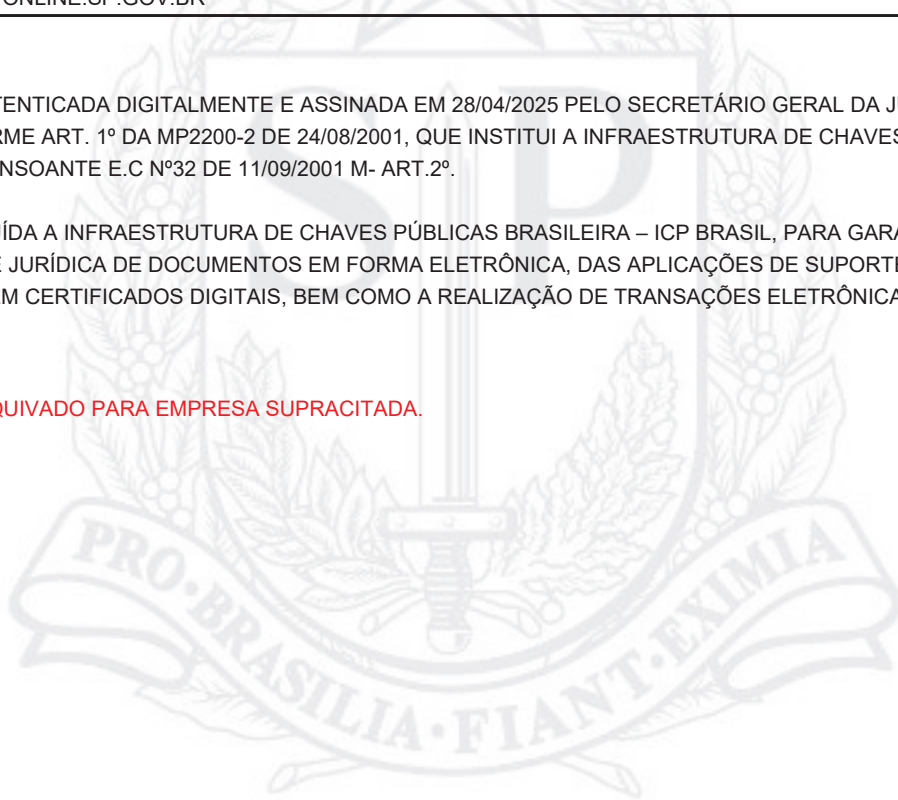 ONLINE.SP.GOV.BR
TENTICADA DIGITALMENTE E ASSINADA EM 28/04/2025 PELO SECRETÁRIO GERAL DA J
RME ART. 1º DA MP2200-2 DE 24/08/2001, QUE INSTITUI A INFRAESTRUTURA DE CHAVES
NSOANTE E.C Nº32 DE 11/09/2001 M- ART.2º.
ÍDA A INFRAESTRUTURA DE CHAVES PÚBLICAS BRASILEIRA – ICP BRASIL, PARA GARA
E JURÍDICA DE DOCUMENTOS EM FORMA ELETRÔNICA, DAS APLICAÇÕES DE SUPORTE
EM CERTIFICADOS DIGITAIS, BEM COMO A REALIZAÇÃO DE TRANSAÇÕES ELETRÔNICA
QUIVADO PARA EMPRESA SUPRACITADA.
SP
PRO·BRASILIA·FIANT·EXIMIA